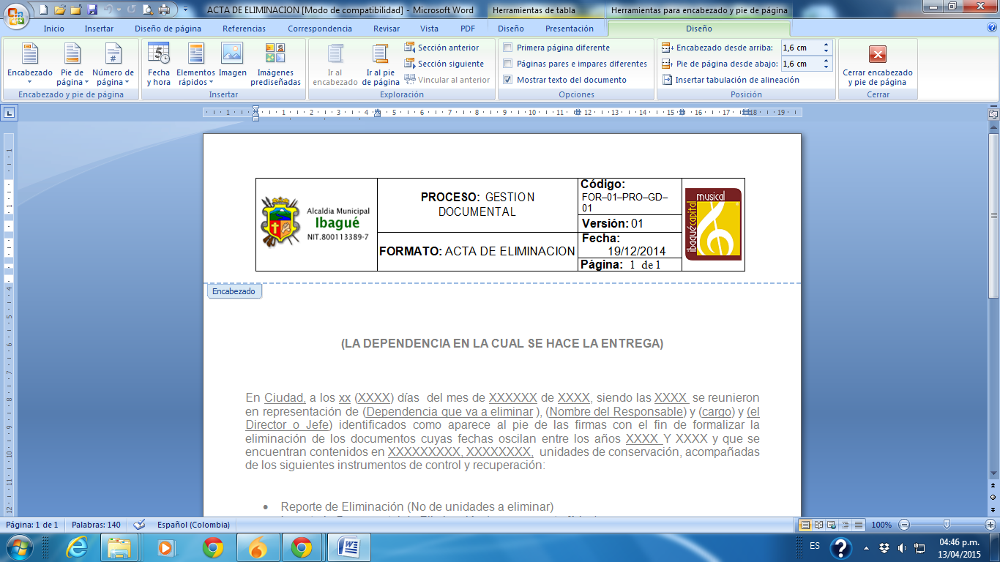 ACTA DE ELIMINACION [Modo de compatibilidad] - Microsoft Word
Herramientas de tabla
Herramientas para encabezado y pie de página
Inicio Insertar Diseño de página Referencias Correspondencia Revisar Vista PDF Diseño Presentación Diseño
Encabezado
Pie de página
Número de página
Encabezado y pie de página
Fecha y hora
Elementos rápidos
Imagen
Imágenes prediseñadas
Insertar
Ir al encabezado
Ir al pie de página
Sección anterior
Sección siguiente
Vincular al anterior
Exploración
Primera página diferente
Páginas pares e impares diferentes
Mostrar texto del documento
Opciones
Encabezado desde arriba: 1,6 cm
Pie de página desde abajo: 1,6 cm
Insertar tabulación de alineación
Posición
Cerrar encabezado y pie de página
Cerrar
1 1 2 3 4 5 6 7 8 9 10 11 12 13 14 15 16 17 18 19
Alcaldia Municipal
Ibagué
NIT.800113389-7
PROCESO: GESTION
DOCUMENTAL
FORMATO: ACTA DE ELIMINACION
Código:
FOR–01–PRO–GD–
01
Versión: 01
Fecha:
19/12/2014
Página: 1 de 1
musical
ibaguécapital
Encabezado
(LA DEPENDENCIA EN LA CUAL SE HACE LA ENTREGA)
En Ciudad, a los xx (XXXX) días del mes de XXXXXX de XXXX, siendo las XXXX se reunieron
en representación de (Dependencia que va a eliminar ), (Nombre del Responsable) y (cargo) y (el
Director o Jefe) identificados como aparece al pie de las firmas con el fin de formalizar la
eliminación de los documentos cuyas fechas oscilan entre los años XXXX Y XXXX y que se
encuentran contenidos en XXXXXXXXX, XXXXXXXX, unidades de conservación, acompañadas
de los siguientes instrumentos de control y recuperación:
• Reporte de Eliminación (No de unidades a eliminar)
Página: 1 de 1 Palabras: 140 Español (Colombia) 100%
ES
04:46 p.m.
13/04/2015